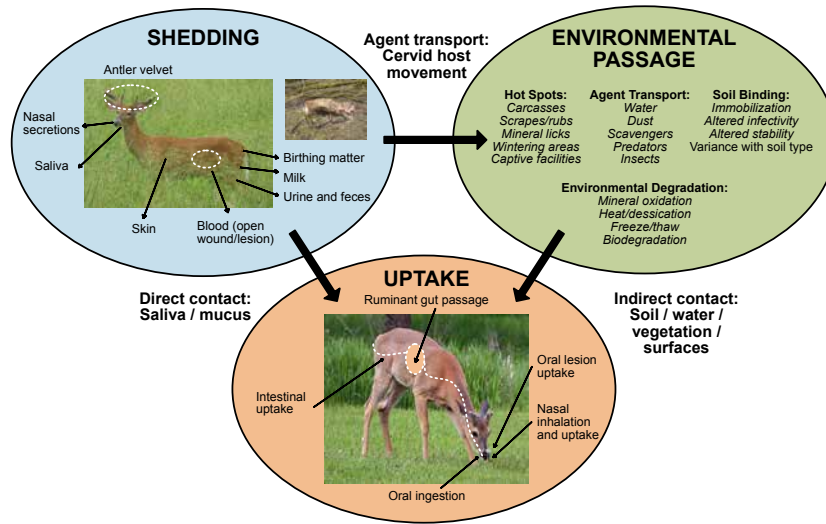 SHEDDING
Antler velvet
Nasal
secretions
Saliva
Skin
Blood (open
wound/lesion)
Birthing matter
Milk
Urine and feces
Agent transport:
Cervid host
movement
ENVIRONMENTAL
PASSAGE
Hot Spots:
Carcasses
Scrapes/rubs
Mineral licks
Wintering areas
Captive facilities
Agent Transport:
Water
Dust
Scavengers
Predators
Insects
Soil Binding:
Immobilization
Altered infectivity
Altered stability
Variance with soil type
Environmental Degradation:
Mineral oxidation
Heat/dessication
Freeze/thaw
Biodegradation
Direct contact:
Saliva / mucus
Indirect contact:
Soil / water /
vegetation /
surfaces
UPTAKE
Ruminant gut passage
Intestinal
uptake
Oral lesion
uptake
Nasal
inhalation
and uptake
Oral ingestion